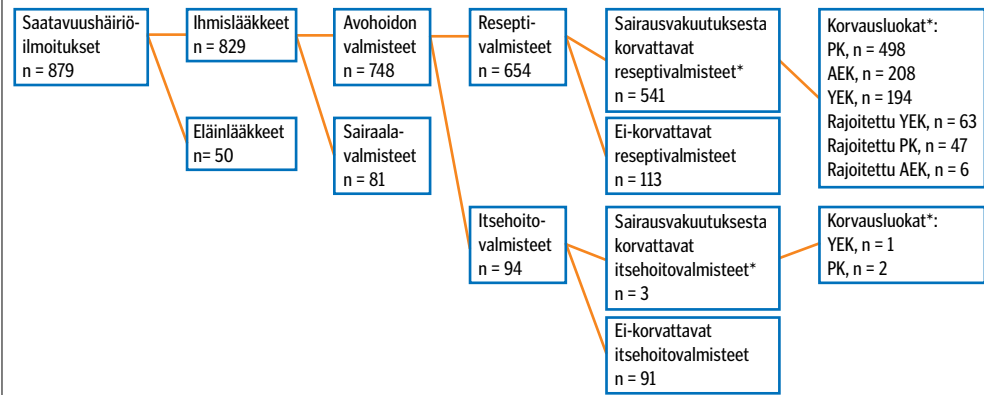 Saatavuushäiriö-
ilmoitukset
n = 879
Ihmislääkkeet
n = 829
Eläinlääkkeet
n= 50
Avohoidon
valmisteet
n = 748
Sairaala-
valmisteet
n = 81
Resepti-
valmisteet
n = 654
Itsehoito-
valmisteet
n = 94
Sairausvakuutuksesta
korvattavat
reseptivalmisteet*
n = 541
Ei-korvattavat
reseptivalmisteet
n = 113
Sairausvakuutuksesta
korvattavat
itsehoitovalmisteet*
n = 3
Ei-korvattavat
itsehoitovalmisteet
n = 91
Korvausluokat*:
PK, n = 498
AEK, n = 208
YEK, n = 194
Rajoitettu YEK, n = 63
Rajoitettu PK, n = 47
Rajoitettu AEK, n = 6
Korvausluokat*:
YEK, n = 1
PK, n = 2